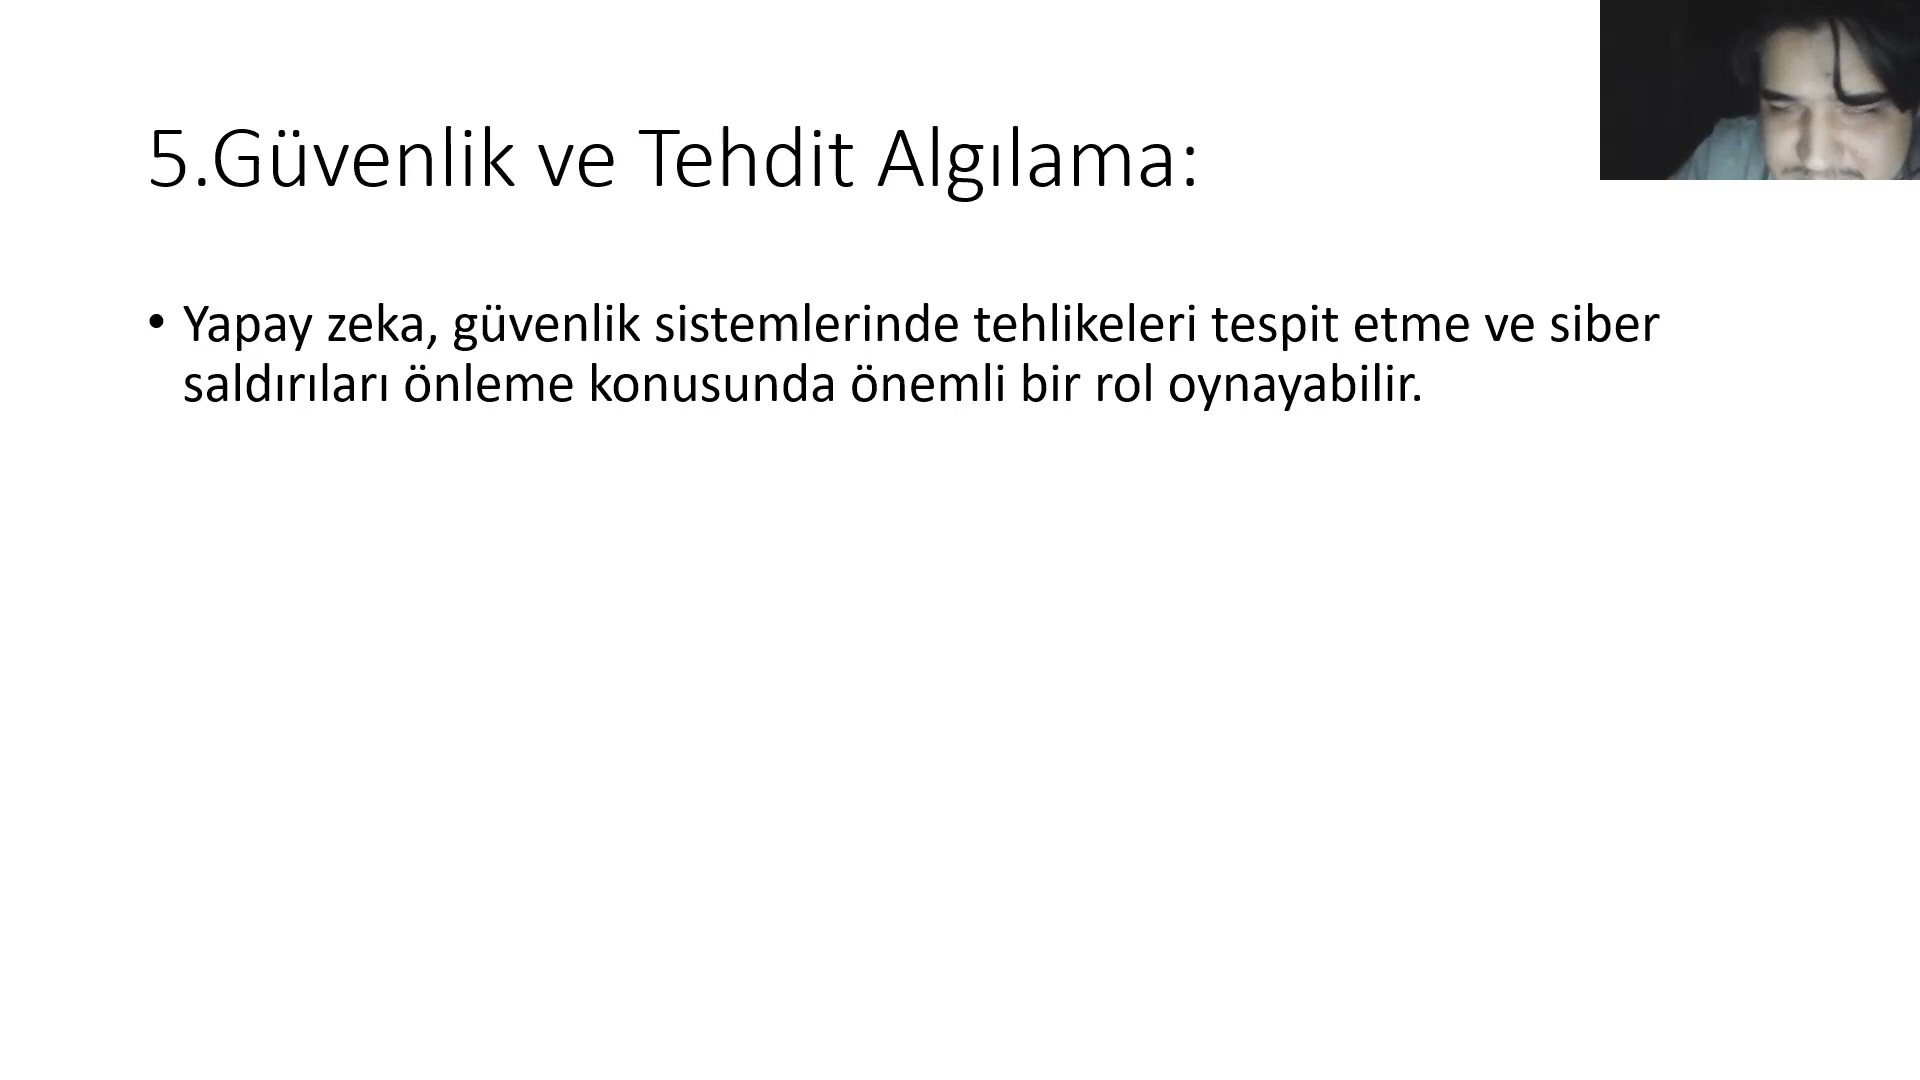 5.Güvenlik ve Tehdit Algılama:
• Yapay zeka, güvenlik sistemlerinde tehlikeleri tespit etme ve siber
saldırıları önleme konusunda önemli bir rol oynayabilir.